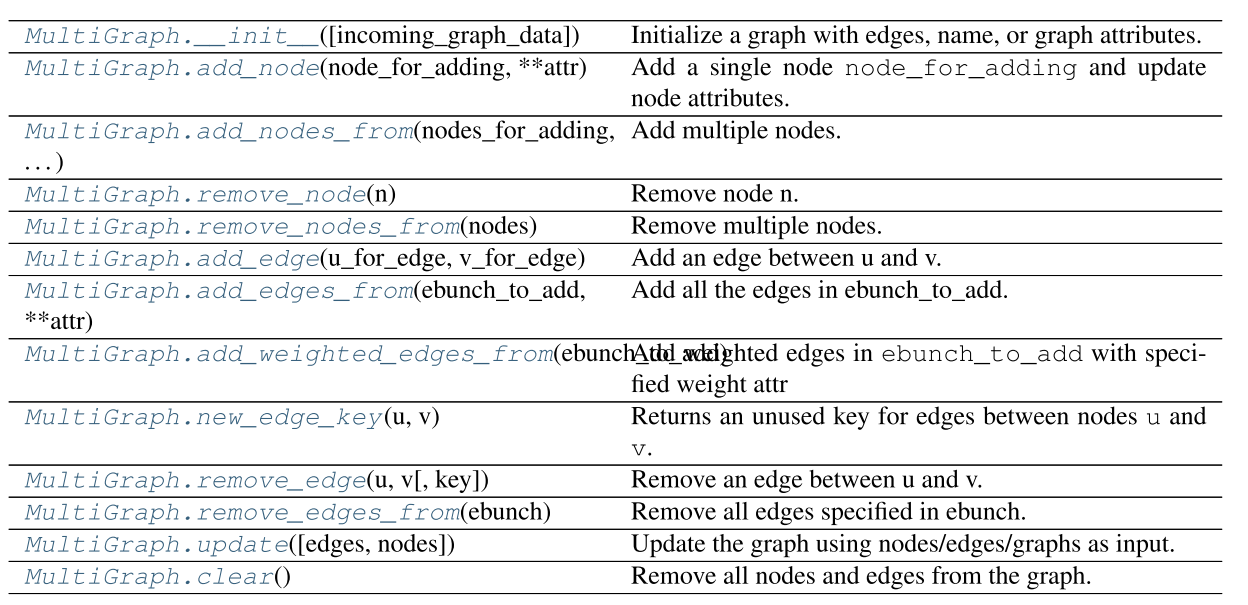 MultiGraph.__init__([incoming_graph_data]) Initialize a graph with edges, name, or graph attributes.
MultiGraph.add_node(node_for_adding, **attr) Add a single node node_for_adding and update
node attributes.
MultiGraph.add_nodes_from(nodes_for_adding, Add multiple nodes.
...)
MultiGraph.remove_node(n) Remove node n.
MultiGraph.remove_nodes_from(nodes) Remove multiple nodes.
MultiGraph.add_edge(u_for_edge, v_for_edge) Add an edge between u and v.
MultiGraph.add_edges_from(ebunch_to_add, Add all the edges in ebunch_to_add.
**attr)
MultiGraph.add_weighted_edges_from(ebunch_to_add) Add weighted edges in ebunch_to_add with speci-
fied weight attr
MultiGraph.new_edge_key(u, v) Returns an unused key for edges between nodes u and
v.
MultiGraph.remove_edge(u, v[, key]) Remove an edge between u and v.
MultiGraph.remove_edges_from(ebunch) Remove all edges specified in ebunch.
MultiGraph.update([edges, nodes]) Update the graph using nodes/edges/graphs as input.
MultiGraph.clear() Remove all nodes and edges from the graph.